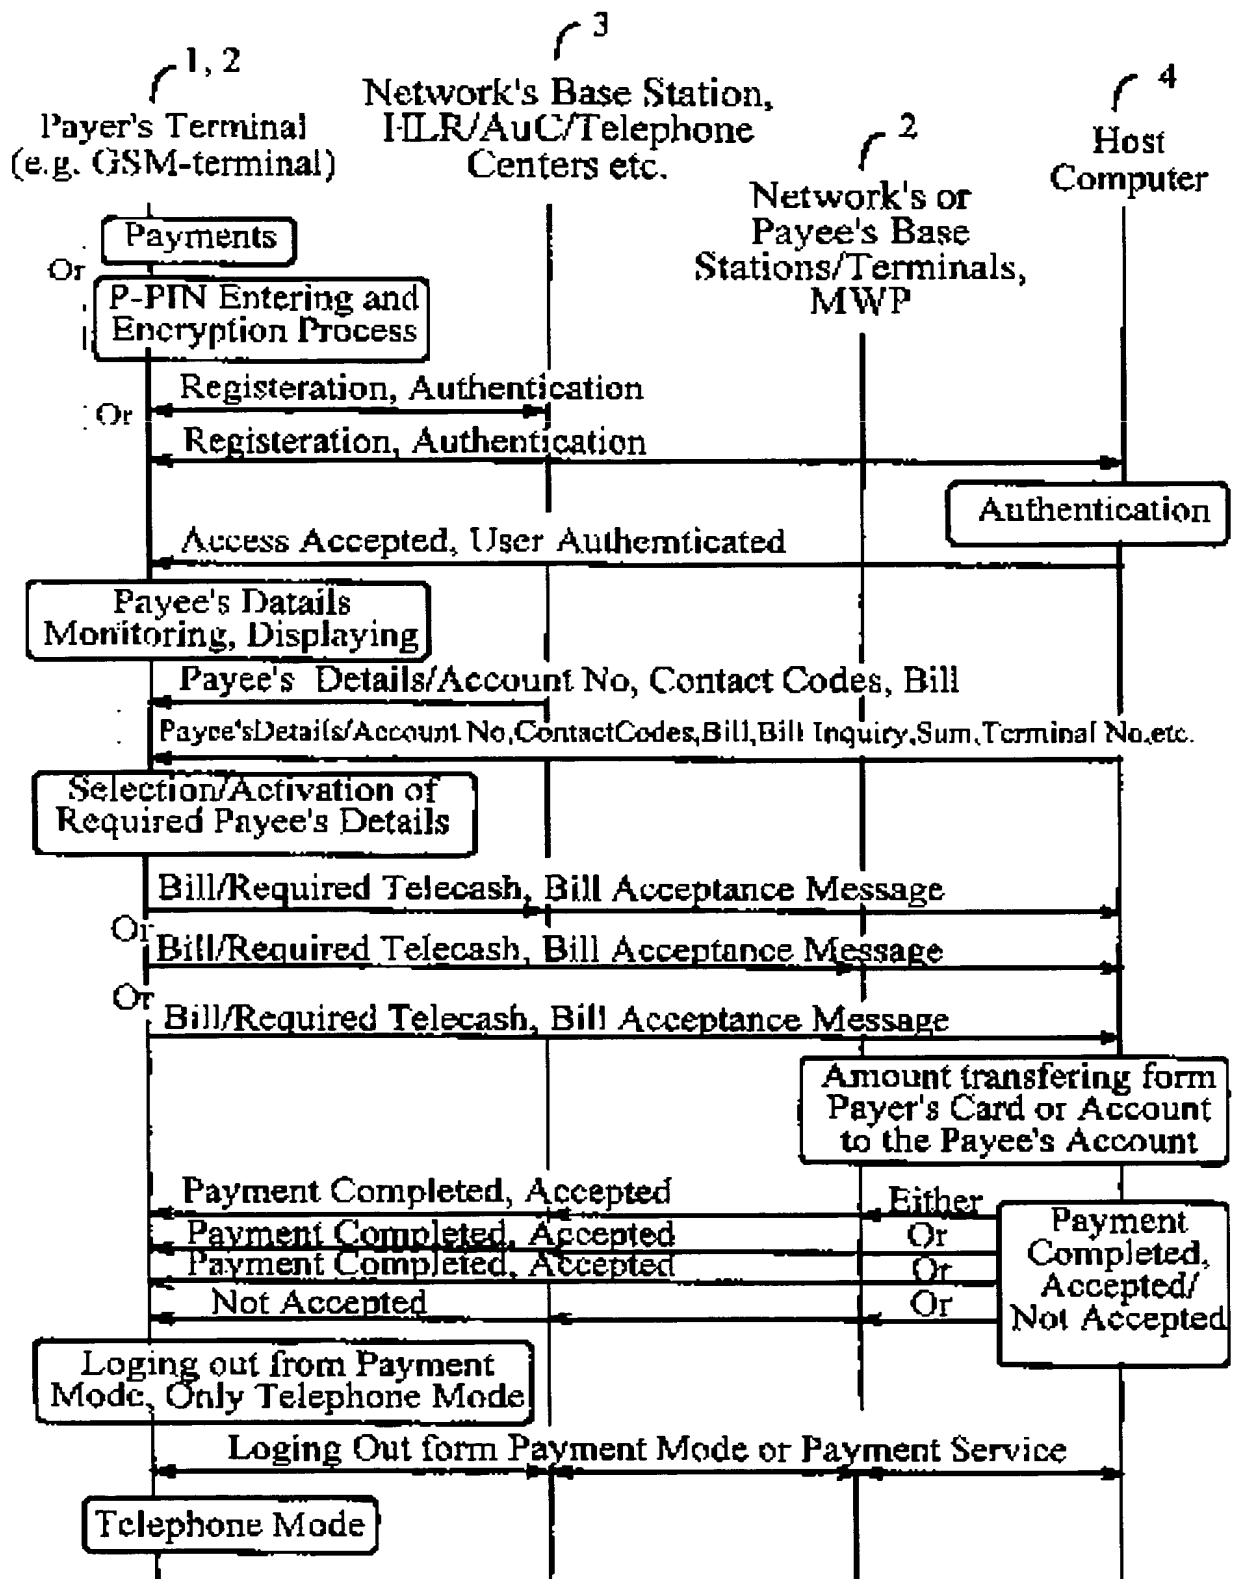 3
1, 2
Network's Base Station,
HLR/AuC/Telephone
Centers etc.
4
Payer's Terminal
(e.g. GSM-terminal)
2
Host
Computer
Network's or
Payee's Base
Stations/Terminals,
MWP
Payments
Or
P-PIN Entering and
Encryption Process
Registeration, Authentication
Or
Registeration, Authentication
Authentication
Access Accepted, User Authemticated
Payee's Datails
Monitoring, Displaying
Payee's Details/Account No, Contact Codes, Bill
Payee'sDetails/Account No,ContactCodes,Bill,Bill Inquiry,Sum,Terminal No,etc.
Selection/Activation of
Required Payee's Details
Bill/Required Telecash, Bill Acceptance Message
Or
Bill/Required Telecash, Bill Acceptance Message
Or
Bill/Required Telecash, Bill Acceptance Message
Amount transfering form
Payer's Card or Account
to the Payee's Account
Payment Completed, Accepted
Either
Payment Completed, Accepted
Or
Payment Completed, Accepted
Or
Not Accepted
Or
Payment
Completed,
Accepted/
Not Accepted
Loging out from Payment
Mode, Only Telephone Mode
Loging Out form Payment Mode or Payment Service
Telephone Mode